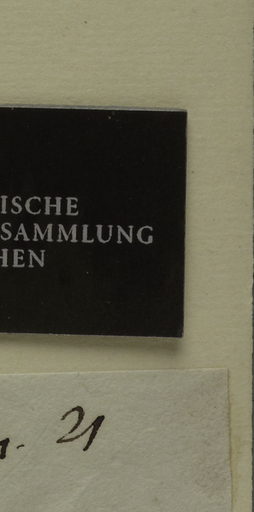 ISCHE
SAMMLUNG
HEN
21